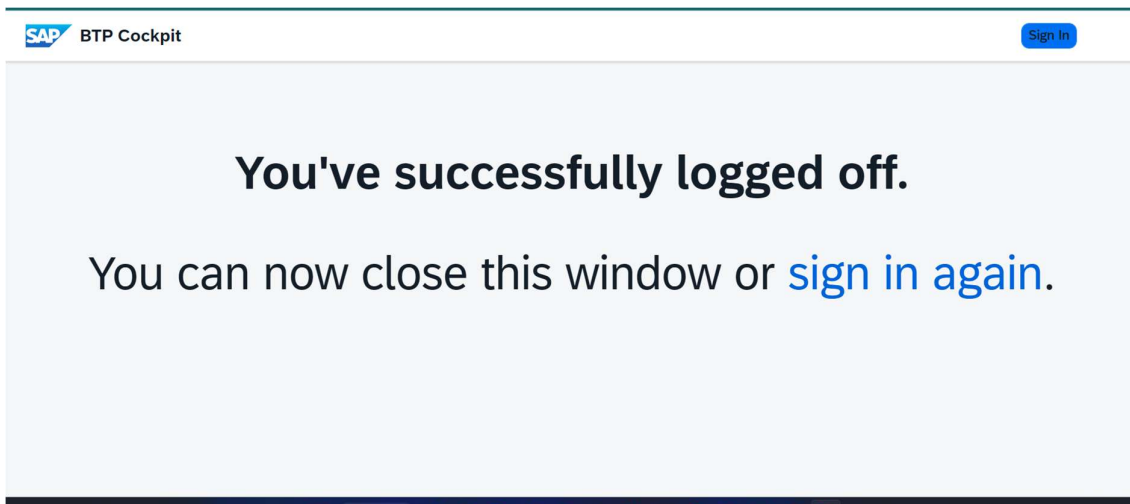 SAP BTP Cockpit Sign In
You've successfully logged off.
You can now close this window or sign in again.